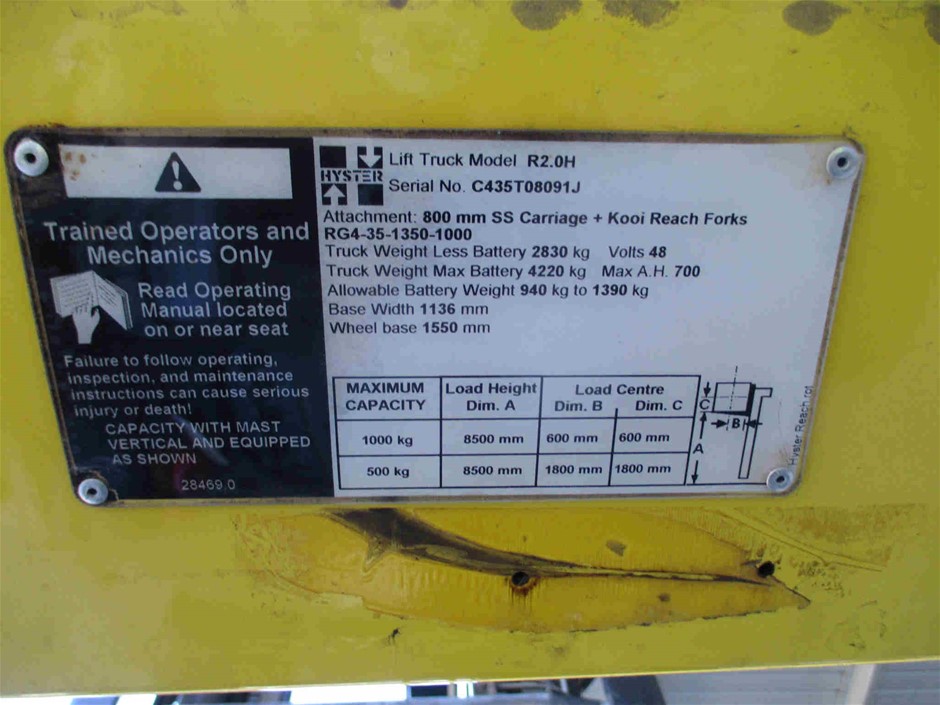 Trained Operators and
Mechanics Only
Read Operating
Manual located
on or near seat
Failure to follow operating,
inspection, and maintenance
instructions can cause serious
injury or death!
CAPACITY WITH MAST
VERTICAL AND EQUIPPED
AS SHOWN
28469.0
HYSTER
Lift Truck Model R2.0H
Serial No. C435T08091J
Attachment: 800 mm SS Carriage + Kooi Reach Forks
RG4-35-1350-1000
Truck Weight Less Battery 2830 kg Volts 48
Truck Weight Max Battery 4220 kg Max A.H. 700
Allowable Battery Weight 940 kg to 1390 kg
Base Width 1136 mm
Wheel base 1550 mm
MAXIMUM Load Height Load Centre
CAPACITY Dim. A Dim. B Dim. C
1000 kg 8500 mm 600 mm 600 mm
500 kg 8500 mm 1800 mm 1800 mm
C
B
A
Hyster Reach.rpt